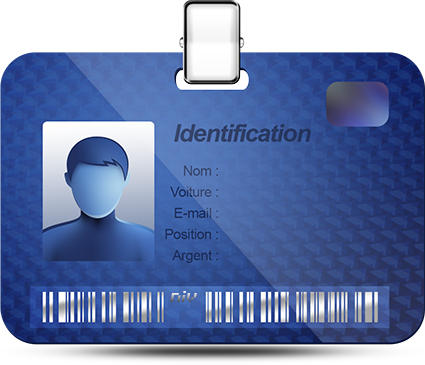 Identification
Nom :
Voiture :
E-mail :
Position :
Argent :